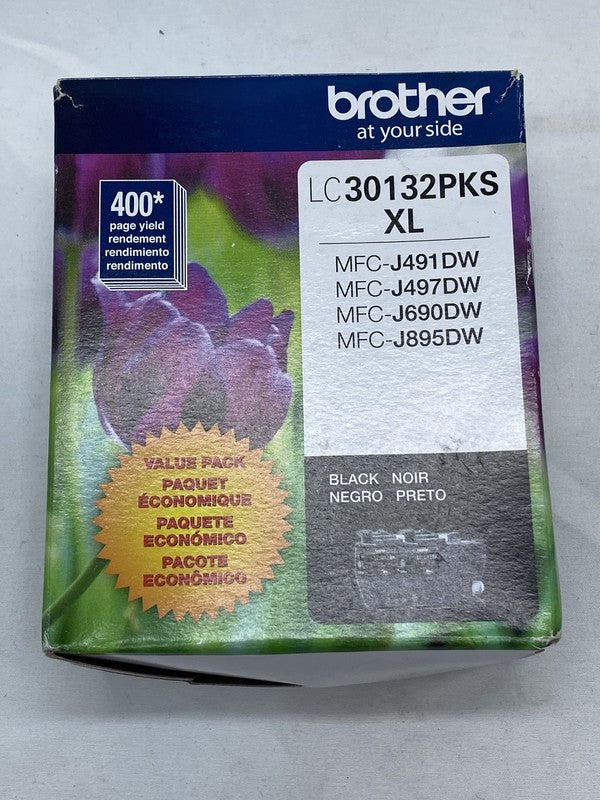 brother
at your side
400*
page yield
rendement
rendimiento
rendimento
LC30132PKS
XL
MFC-J491DW
MFC-J497DW
MFC-J690DW
MFC-J895DW
VALUE PACK
PAQUET
ÉCONOMIQUE
PAQUETE
ECONÓMICO
PACOTE
ECONÔMICO
BLACK NOIR
NEGRO PRETO